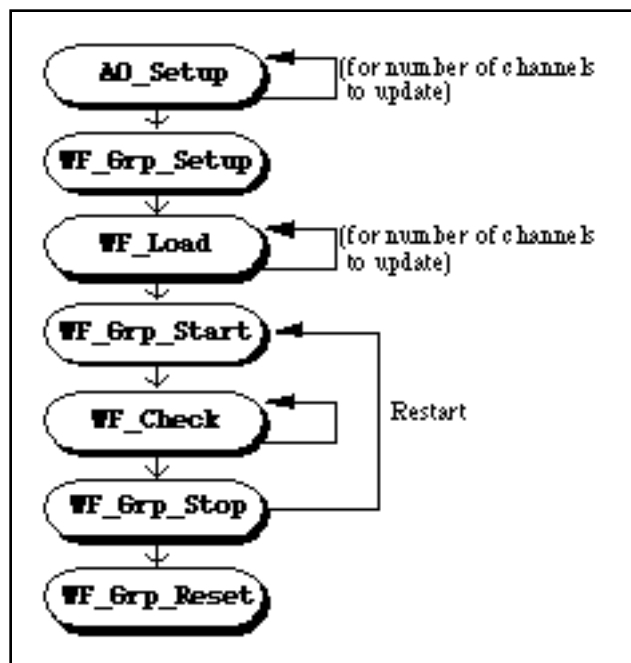 AO_Setup
(for number of channels
to update)
WF_Grp_Setup
WF_Load
(for number of channels
to update)
WF_Grp_Start
WF_Check
Restart
WF_Grp_Stop
WF_Grp_Reset